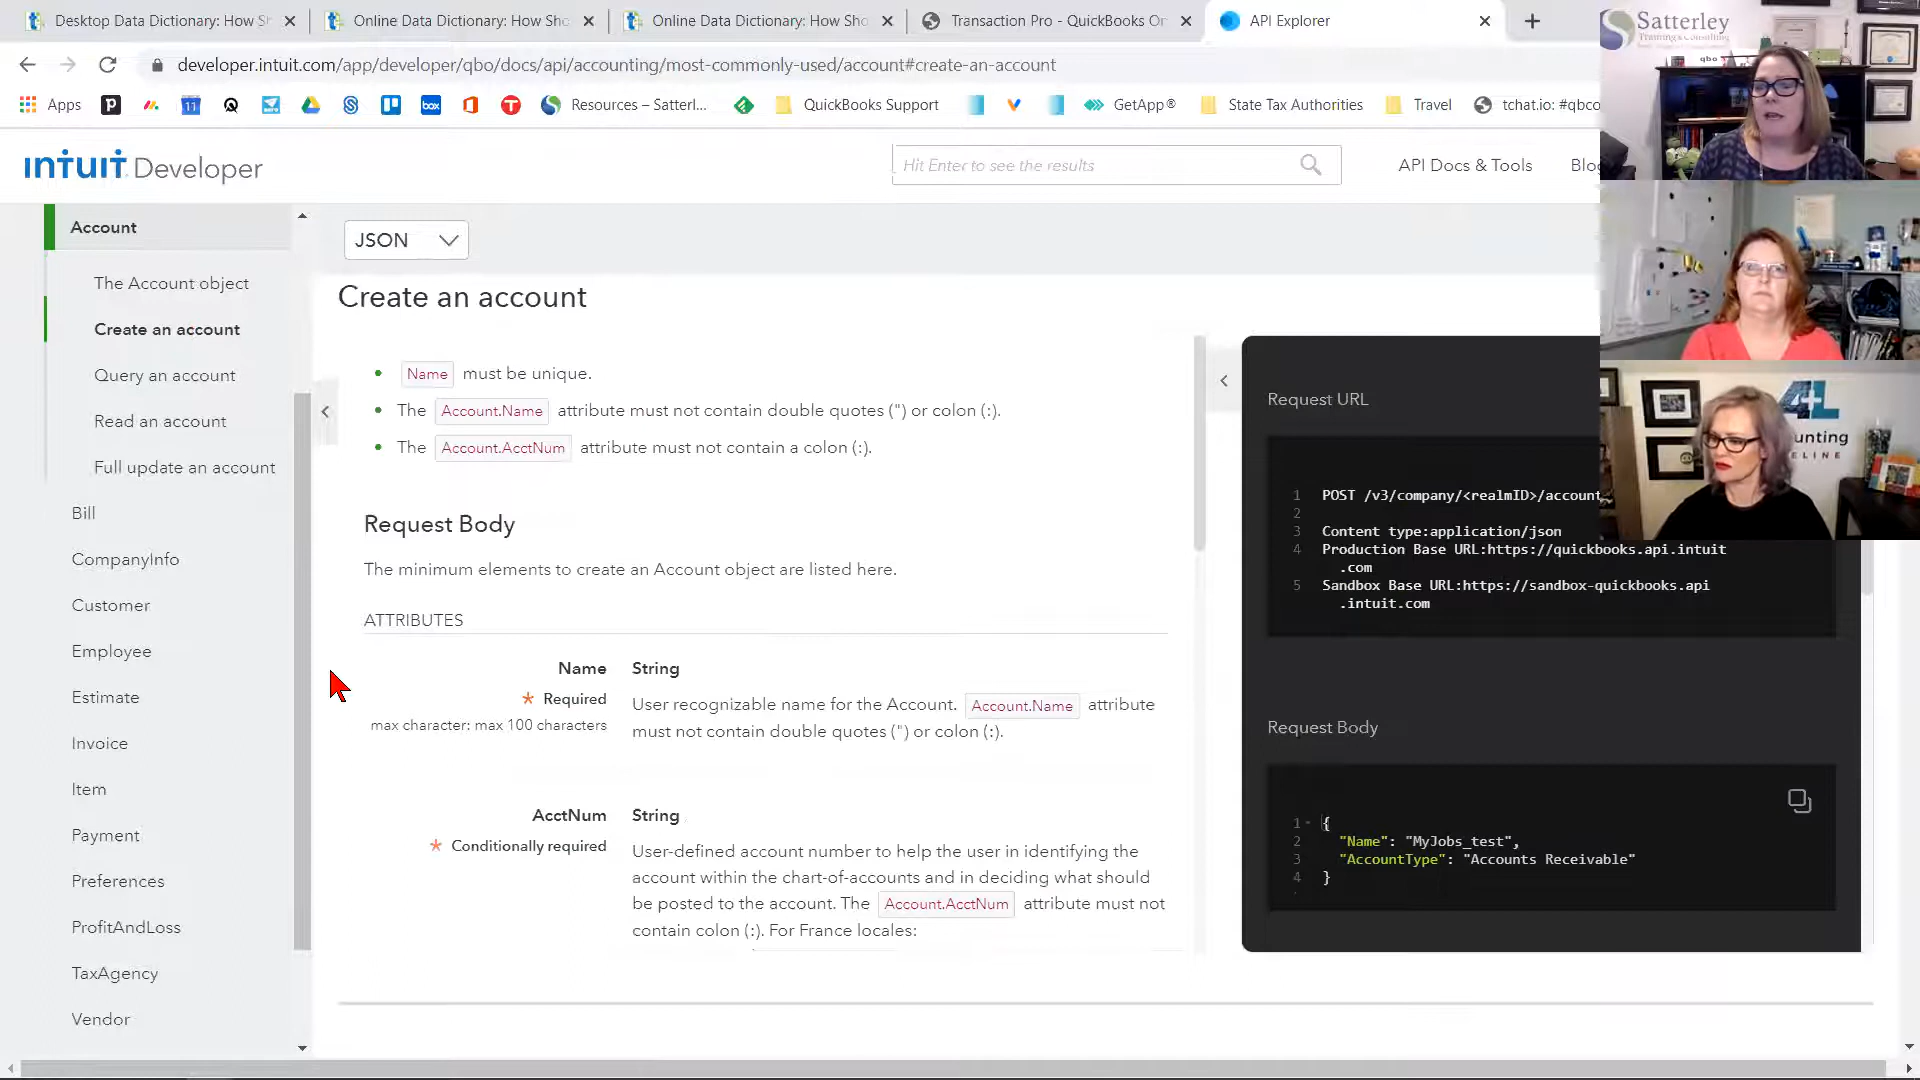 Desktop Data Dictionary: How Sh
Online Data Dictionary: How Sho
Online Data Dictionary: How Sho
Transaction Pro - QuickBooks On
API Explorer
developer.intuit.com/app/developer/qbo/docs/api/accounting/most-commonly-used/account#create-an-account
Apps
11
box
Resources – Satterl...
QuickBooks Support
GetApp®
State Tax Authorities
Travel
tchat.io: #qbco
Satterley
Training & Consulting
qbo
INTUIT Developer
Hit Enter to see the results
API Docs & Tools
Blog
Account
The Account object
Create an account
Query an account
Read an account
Full update an account
Bill
CompanyInfo
Customer
Employee
Estimate
Invoice
Item
Payment
Preferences
ProfitAndLoss
TaxAgency
Vendor
JSON
Create an account
Name must be unique.
The Account.Name attribute must not contain double quotes (") or colon (:).
The Account.AcctNum attribute must not contain a colon (:).
Request Body
The minimum elements to create an Account object are listed here.
ATTRIBUTES
Name String
* Required
max character: max 100 characters
User recognizable name for the Account. Account.Name attribute
must not contain double quotes (") or colon (:).
AcctNum String
* Conditionally required
User-defined account number to help the user in identifying the
account within the chart-of-accounts and in deciding what should
be posted to the account. The Account.AcctNum attribute must not
contain colon (:). For France locales:
Request URL
1 POST /v3/company/<realmID>/account
2
3 Content type:application/json
4 Production Base URL:https://quickbooks.api.intuit
.com
5 Sandbox Base URL:https://sandbox-quickbooks.api
.intuit.com
Request Body
1 {
2 "Name": "MyJobs_test",
3 "AccountType": "Accounts Receivable"
4 }